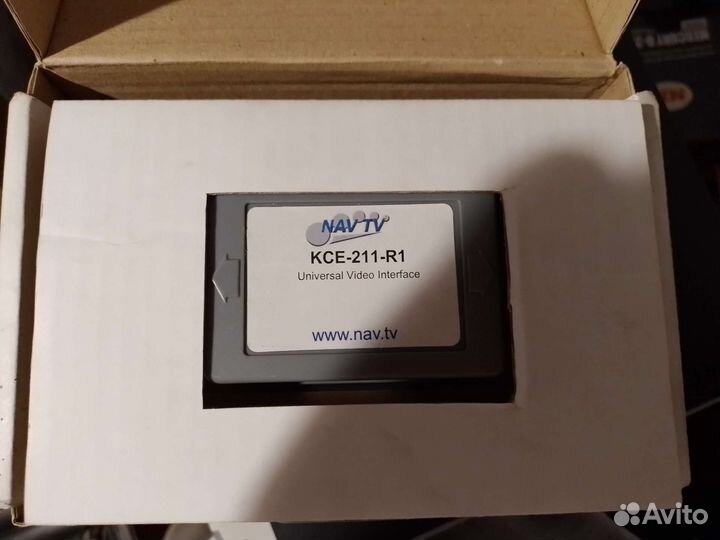 NAV TV
KCE-211-R1
Universal Video Interface
www.nav.tv
Avito